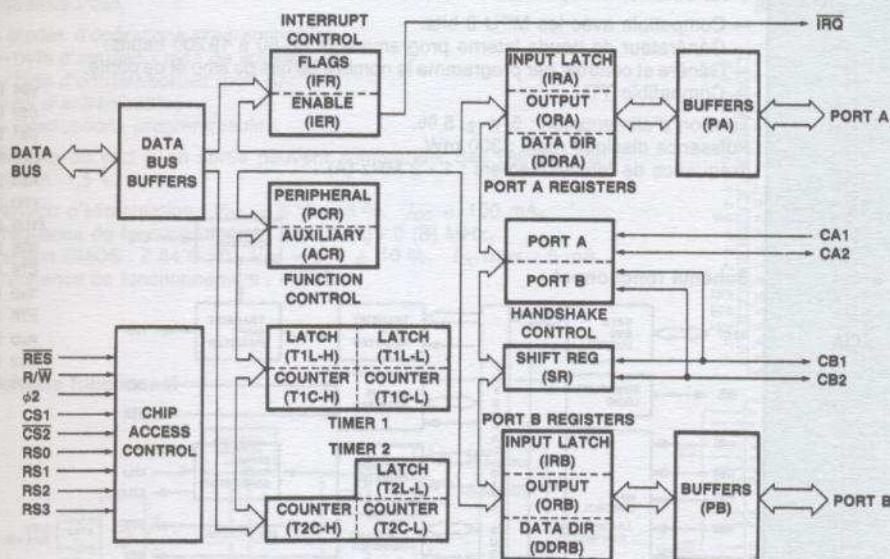 INTERRUPT
CONTROL
FLAGS
(IFR)
ENABLE
(IER)
IRQ
INPUT LATCH
(IRA)
OUTPUT
(ORA)
DATA DIR
(DDRA)
PORT A REGISTERS
BUFFERS
(PA)
PORT A
DATA
BUS
DATA
BUS
BUFFERS
PERIPHERAL
(PCR)
AUXILIARY
(ACR)
FUNCTION
CONTROL
PORT A
PORT B
HANDSHAKE
CONTROL
CA1
CA2
SHIFT REG
(SR)
CB1
CB2
RES
R/W
φ2
CS1
CS2
RS0
RS1
RS2
RS3
CHIP
ACCESS
CONTROL
LATCH
(T1L-H)
LATCH
(T1L-L)
COUNTER
(T1C-H)
COUNTER
(T1C-L)
TIMER 1
TIMER 2
LATCH
(T2L-L)
COUNTER
(T2C-H)
COUNTER
(T2C-L)
PORT B REGISTERS
INPUT LATCH
(IRB)
OUTPUT
(ORB)
DATA DIR
(DDRB)
BUFFERS
(PB)
PORT B